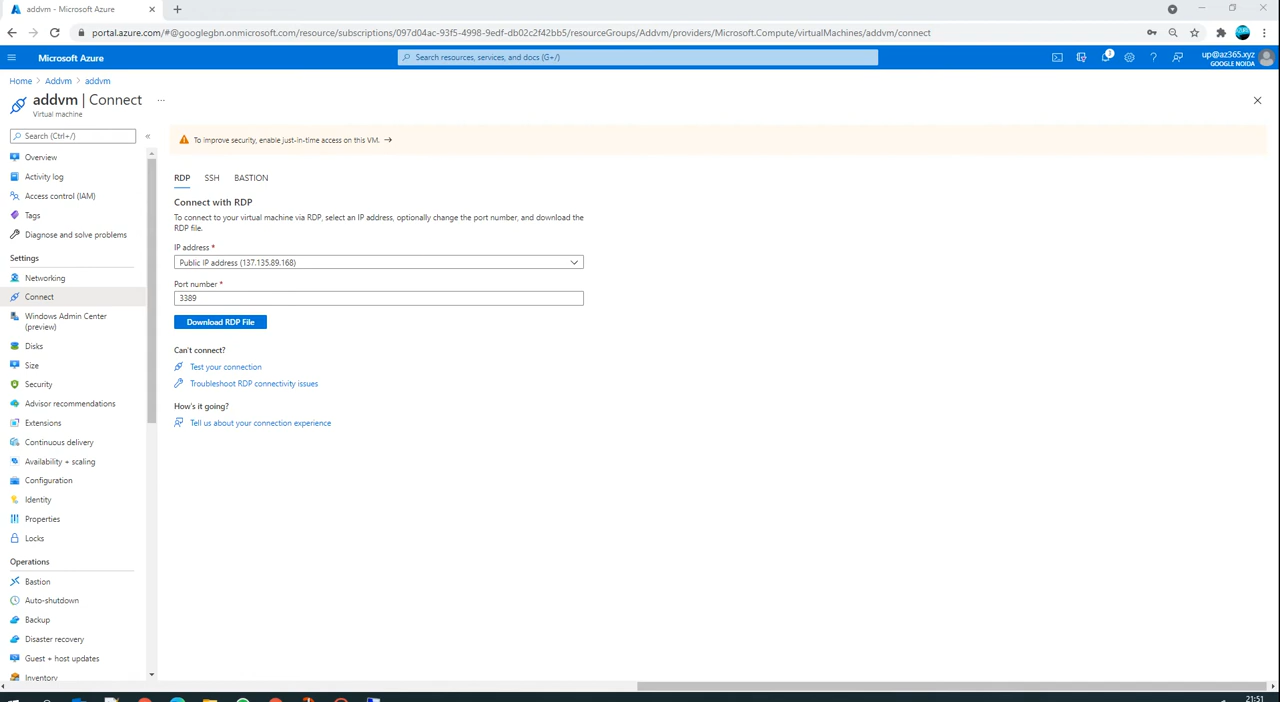 addvm - Microsoft Azure
portal.azure.com/#@googlegbn.onmicrosoft.com/resource/subscriptions/097d04ac-93f5-4998-9edf-db02c2f42bb5/resourceGroups/Addvm/providers/Microsoft.Compute/virtualMachines/addvm/connect
Microsoft Azure
Search resources, services, and docs (G+/)
3
up@az365.xyz
GOOGLE NOIDA
Home > Addvm > addvm
addvm | Connect ...
Virtual machine
Search (Ctrl+/)
Overview
Activity log
Access control (IAM)
Tags
Diagnose and solve problems
Settings
Networking
Connect
Windows Admin Center
(preview)
Disks
Size
Security
Advisor recommendations
Extensions
Continuous delivery
Availability + scaling
Configuration
Identity
Properties
Locks
Operations
Bastion
Auto-shutdown
Backup
Disaster recovery
Guest + host updates
Inventory
To improve security, enable just-in-time access on this VM. →
RDP SSH BASTION
Connect with RDP
To connect to your virtual machine via RDP, select an IP address, optionally change the port number, and download the
RDP file.
IP address *
Public IP address (137.135.89.168)
Port number *
3389
Download RDP File
Can't connect?
Test your connection
Troubleshoot RDP connectivity issues
How's it going?
Tell us about your connection experience
21:51